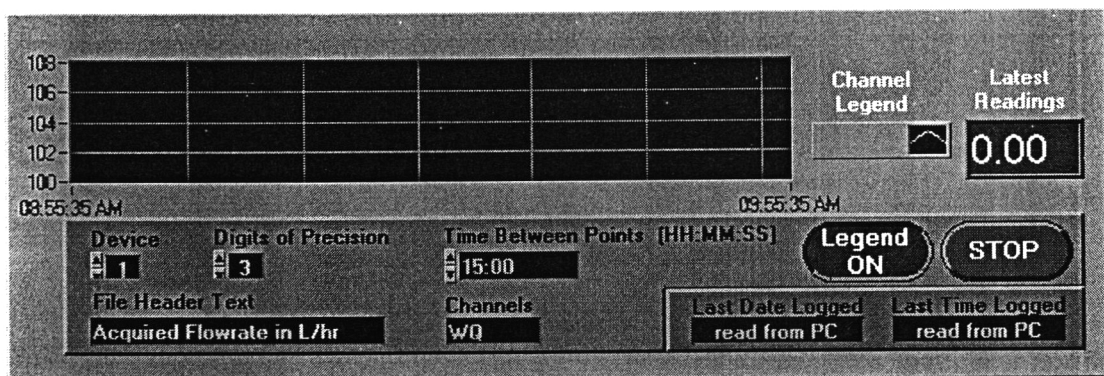 108
106
104
102
100
08:55:35 AM
09:55:35 AM
Channel
Legend
Latest
Readings
0.00
Device
1
Digits of Precision
3
Time Between Points [HH:MM:SS]
15:00
Legend
ON
STOP
File Header Text
Acquired Flowrate in L/hr
Channels
WQ
Last Date Logged
read from PC
Last Time Logged
read from PC